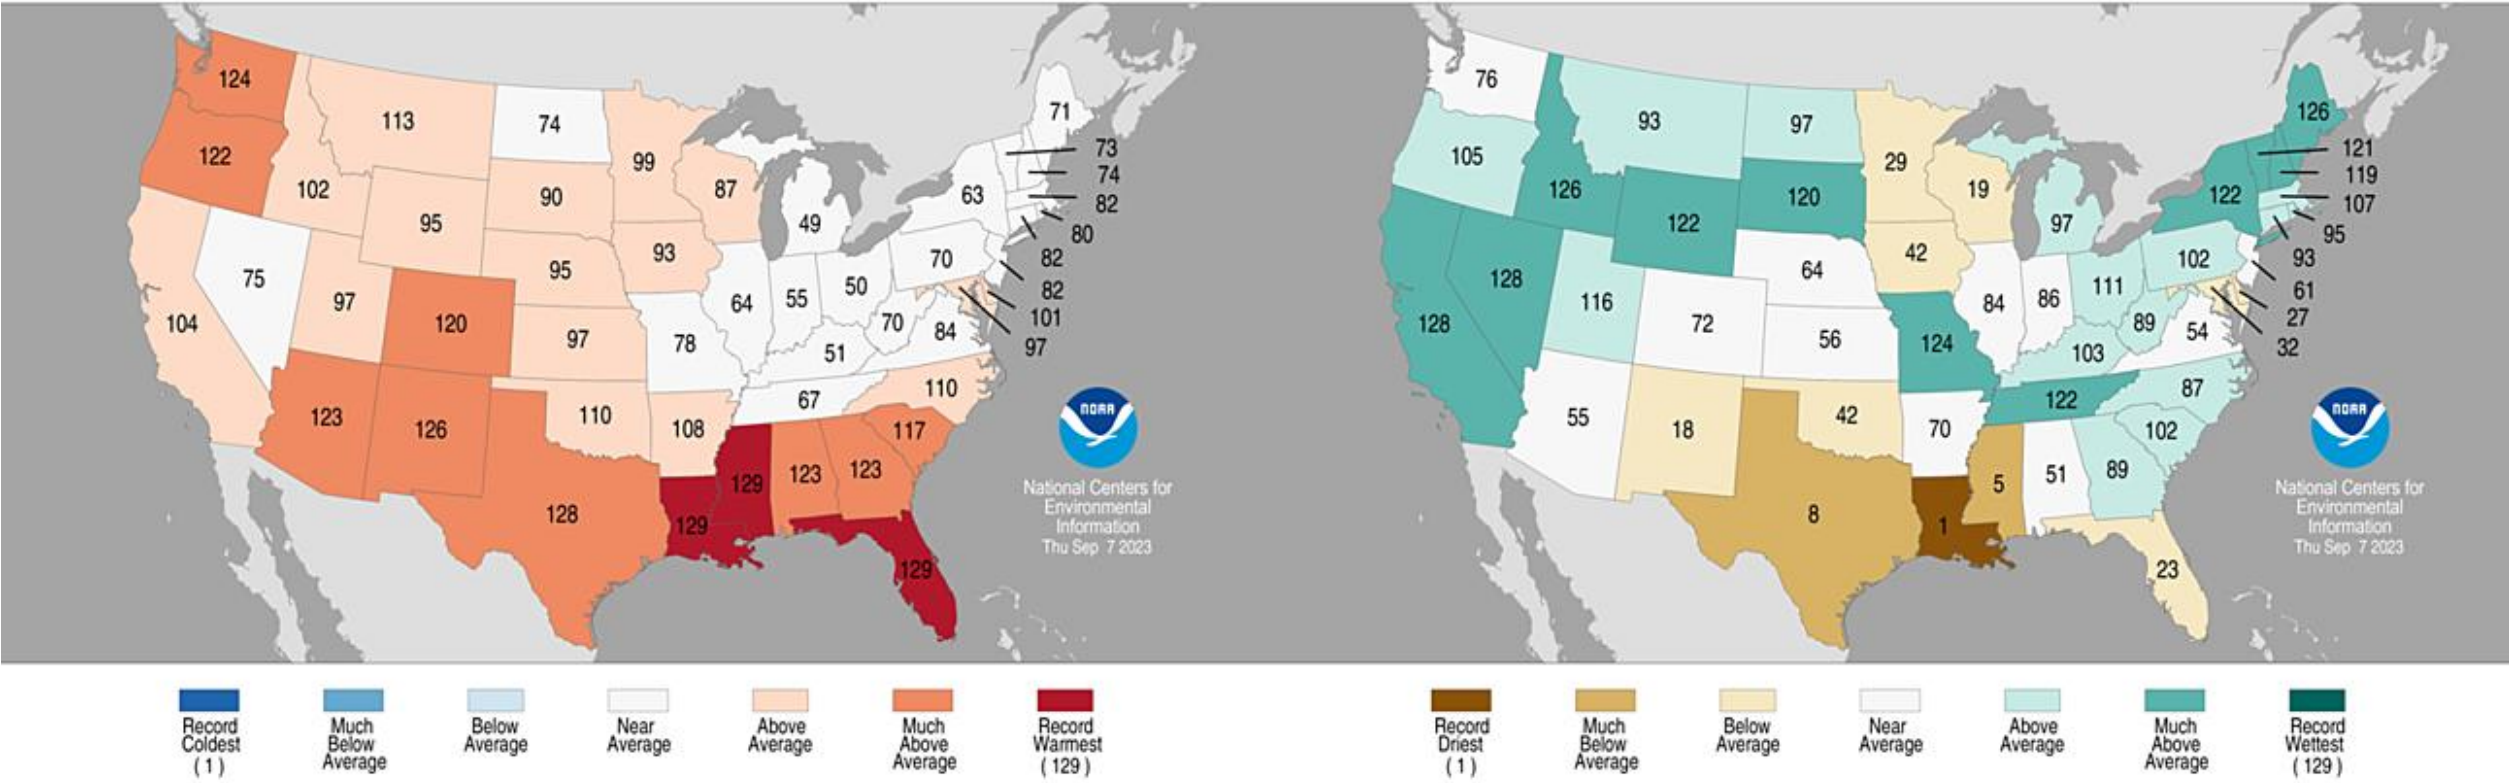 124
122
113
102
104
75
97
95
120
123
126
128
74
90
95
97
110
99
93
78
108
129
87
64
49
55
50
51
67
129
123
123
117
129
110
84
70
70
63
71
73
74
82
80
82
82
101
97
NOAA
National Centers for
Environmental
Information
Thu Sep 7 2023
Record
Coldest
( 1 )
Much
Below
Average
Below
Average
Near
Average
Above
Average
Much
Above
Average
Record
Warmest
( 129 )
76
105
93
126
128
128
116
122
72
55
18
8
97
120
64
56
42
29
42
124
70
1
19
84
97
86
111
103
122
5
51
89
102
23
87
54
89
102
122
126
121
119
107
95
93
61
27
32
NOAA
National Centers for
Environmental
Information
Thu Sep 7 2023
Record
Driest
( 1 )
Much
Below
Average
Below
Average
Near
Average
Above
Average
Much
Above
Average
Record
Wettest
( 129 )